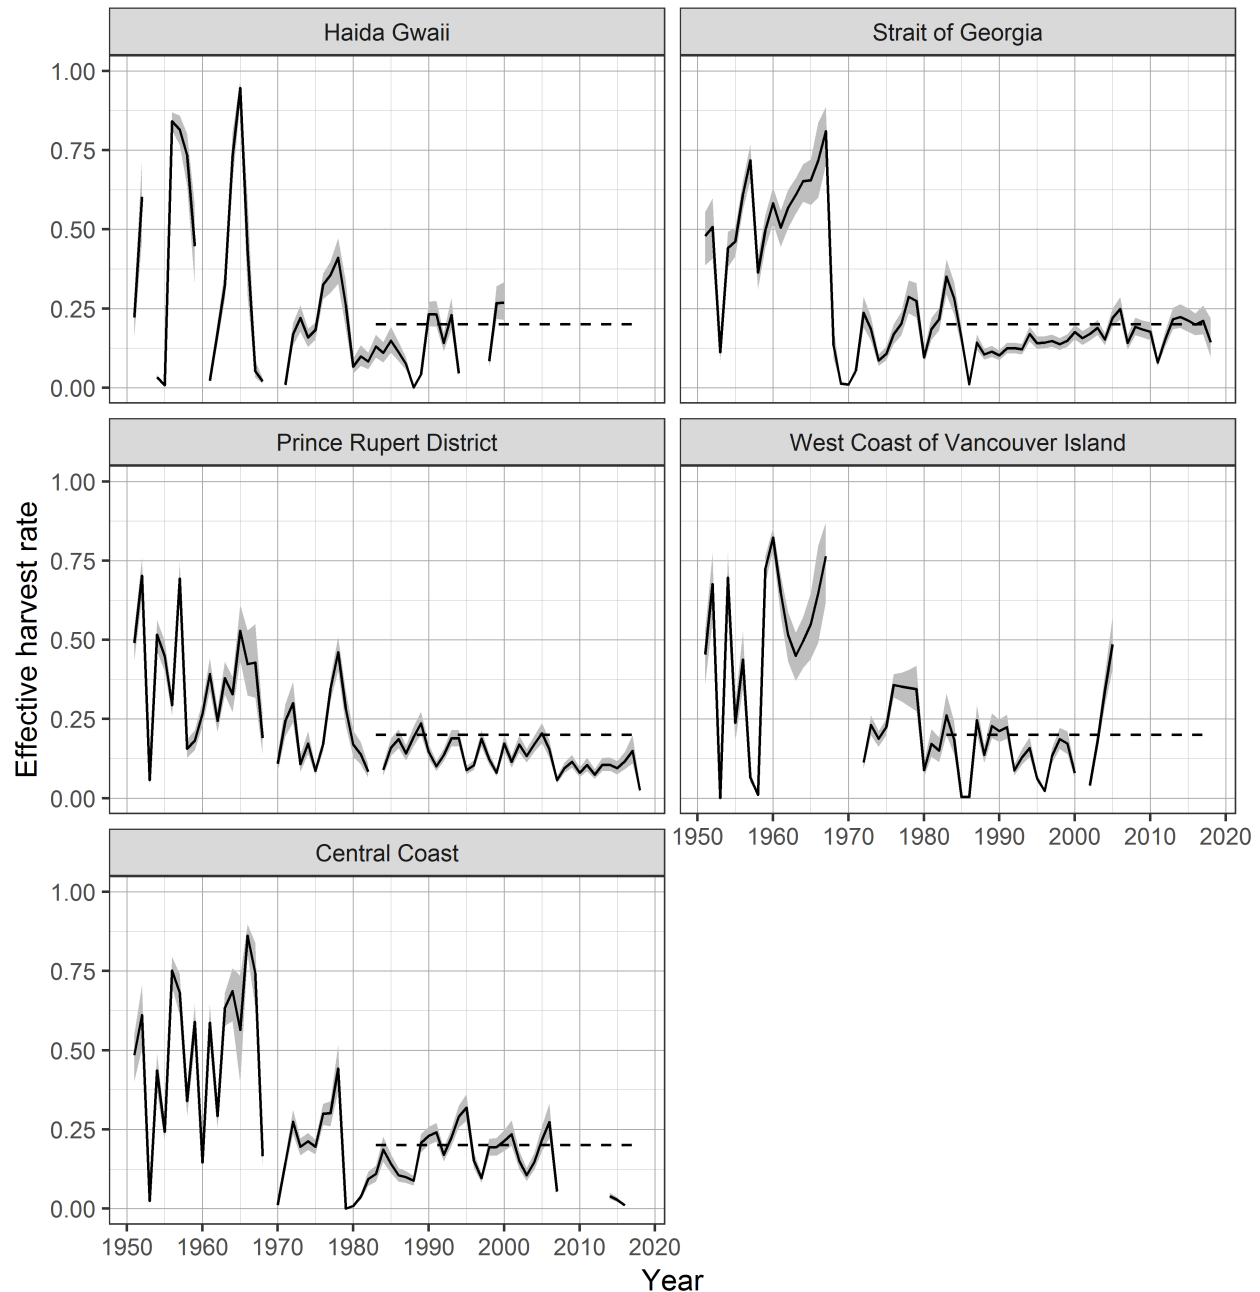 Haida Gwaii
Strait of Georgia
1.00
0.75
0.50
0.25
0.00
Prince Rupert District
West Coast of Vancouver Island
1.00
0.75
0.50
0.25
0.00
1950 1960 1970 1980 1990 2000 2010 2020
Effective harvest rate
Central Coast
1.00
0.75
0.50
0.25
0.00
1950 1960 1970 1980 1990 2000 2010 2020
Year